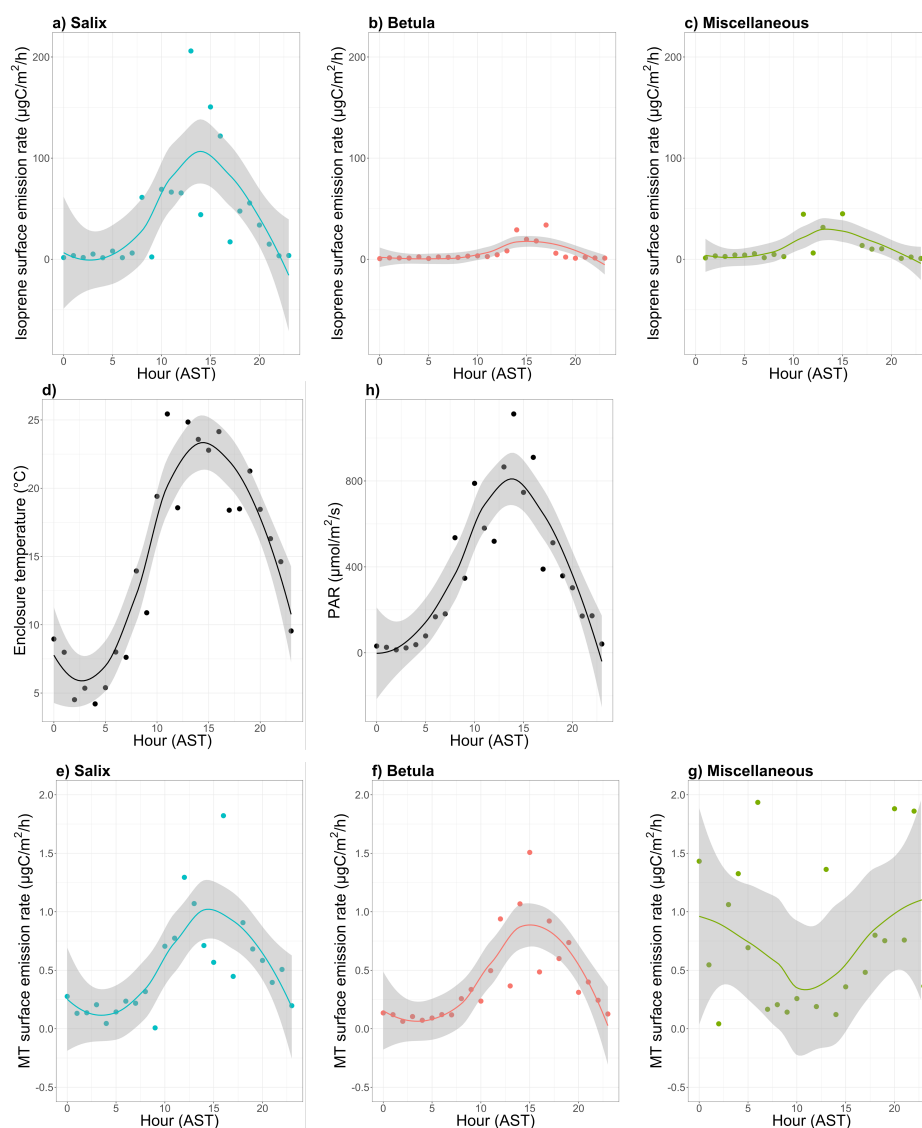 a) Salix
b) Betula
c) Miscellaneous
Isoprene surface emission rate (µgC/m²/h)
200
100
0
0 5 10 15 20
Hour (AST)
Isoprene surface emission rate (µgC/m²/h)
200
100
0
0 5 10 15 20
Hour (AST)
Isoprene surface emission rate (µgC/m²/h)
200
100
0
0 5 10 15 20
Hour (AST)
d)
h)
Enclosure temperature (°C)
25
20
15
10
5
0 5 10 15 20
Hour (AST)
PAR (µmol/m²/s)
800
400
0
0 5 10 15 20
Hour (AST)
e) Salix
f) Betula
g) Miscellaneous
MT surface emission rate (µgC/m²/h)
2.0
1.5
1.0
0.5
0.0
-0.5
0 5 10 15 20
Hour (AST)
MT surface emission rate (µgC/m²/h)
2.0
1.5
1.0
0.5
0.0
-0.5
0 5 10 15 20
Hour (AST)
MT surface emission rate (µgC/m²/h)
2.0
1.5
1.0
0.5
0.0
-0.5
0 5 10 15 20
Hour (AST)